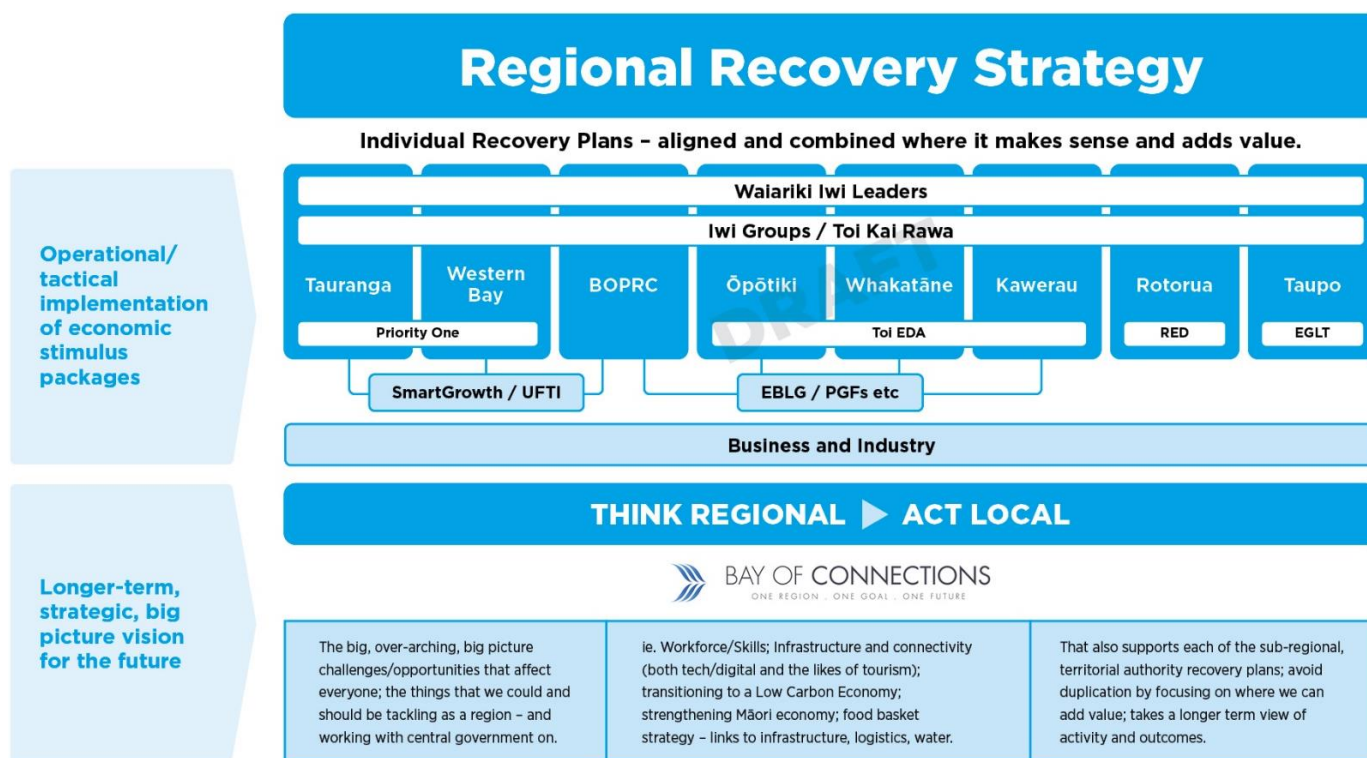 Regional Recovery Strategy
Individual Recovery Plans – aligned and combined where it makes sense and adds value.
Operational/
tactical
implementation
of economic
stimulus
packages
Waiariki Iwi Leaders
Iwi Groups / Toi Kai Rawa
Tauranga
Western
Bay
BOPRC
Ōpōtiki
Whakatāne
Kawerau
Rotorua
Taupo
DRAFT
Priority One
Toi EDA
RED
EGLT
SmartGrowth / UFTI
EBLG / PGFs etc
Business and Industry
THINK REGIONAL ▶ ACT LOCAL
Longer-term,
strategic, big
picture vision
for the future
BAY OF CONNECTIONS
ONE REGION . ONE GOAL . ONE FUTURE
The big, over-arching, big picture
challenges/opportunities that affect
everyone; the things that we could and
should be tackling as a region – and
working with central government on.
ie. Workforce/Skills; Infrastructure and connectivity
(both tech/digital and the likes of tourism);
transitioning to a Low Carbon Economy;
strengthening Māori economy; food basket
strategy – links to infrastructure, logistics, water.
That also supports each of the sub-regional,
territorial authority recovery plans; avoid
duplication by focusing on where we can
add value; takes a longer term view of
activity and outcomes.